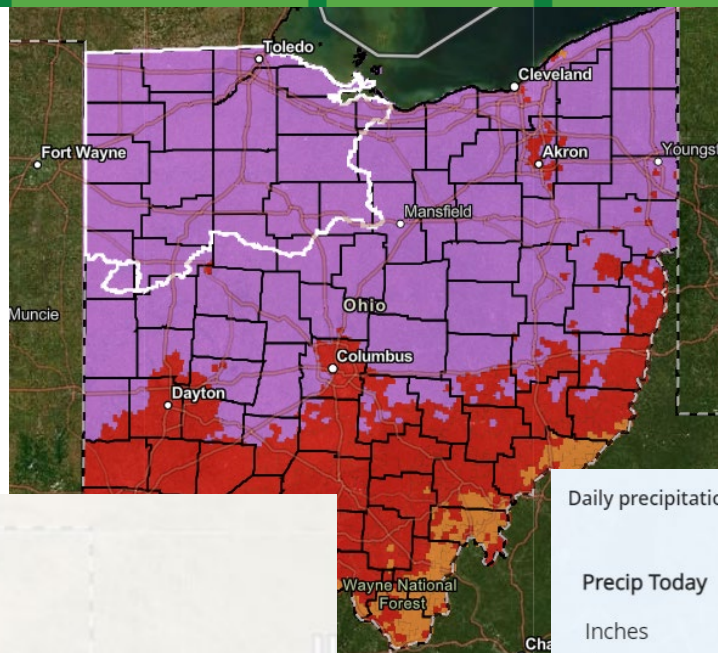 Toledo
Cleveland
Fort Wayne
Akron
Youngst
Mansfield
Ohio
Muncie
Columbus
Dayton
Daily precipitatio
Precip Today
Inches
Wayne National
Forest
Cha